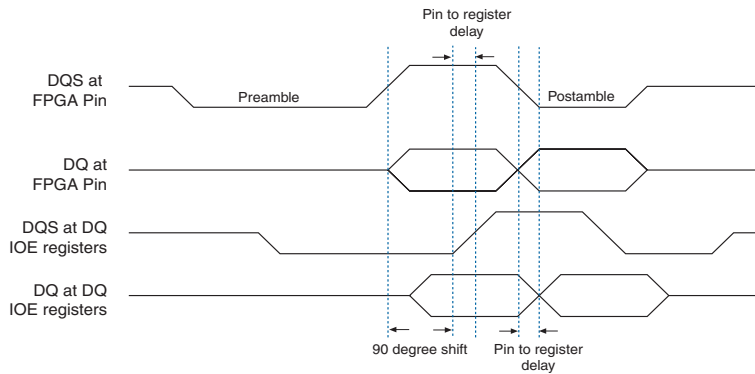 Pin to register
delay
DQS at
FPGA Pin
Preamble
Postamble
DQ at
FPGA Pin
DQS at DQ
IOE registers
DQ at DQ
IOE registers
90 degree shift
Pin to register
delay